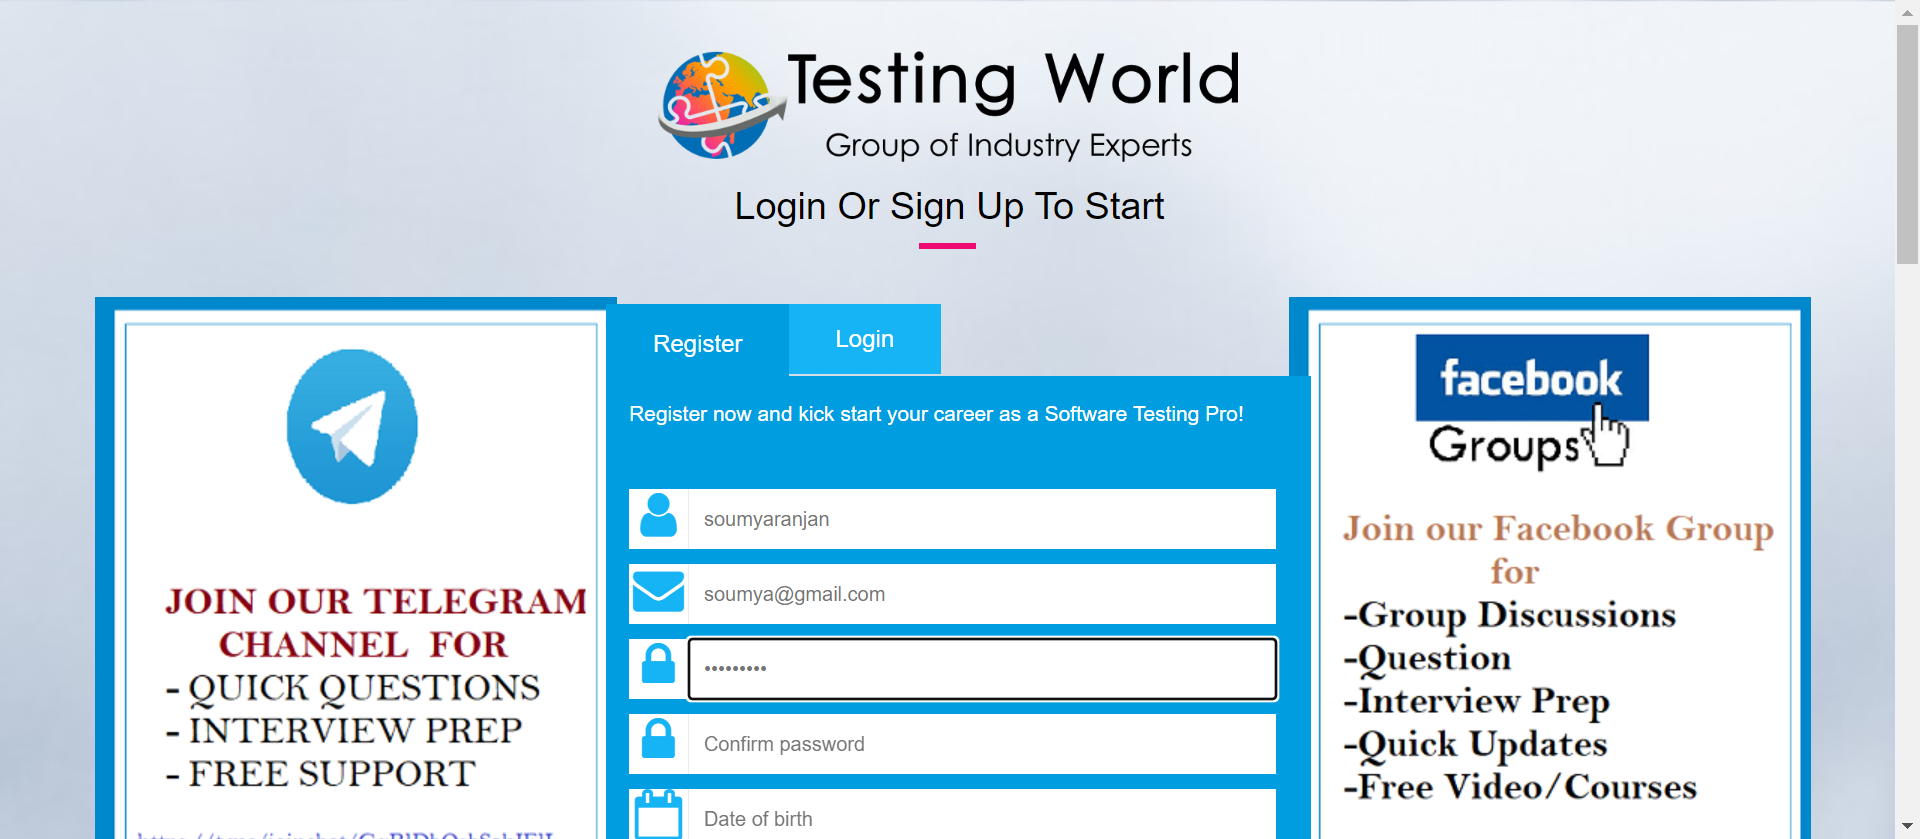 Testing World
Group of Industry Experts
Login Or Sign Up To Start
Register
Login
Register now and kick start your career as a Software Testing Pro!
soumyaranjan
soumya@gmail.com
•••••••••
Confirm password
Date of birth
JOIN OUR TELEGRAM
CHANNEL FOR
- QUICK QUESTIONS
- INTERVIEW PREP
- FREE SUPPORT
facebook
Groups
Join our Facebook Group
for
-Group Discussions
-Question
-Interview Prep
-Quick Updates
-Free Video/Courses